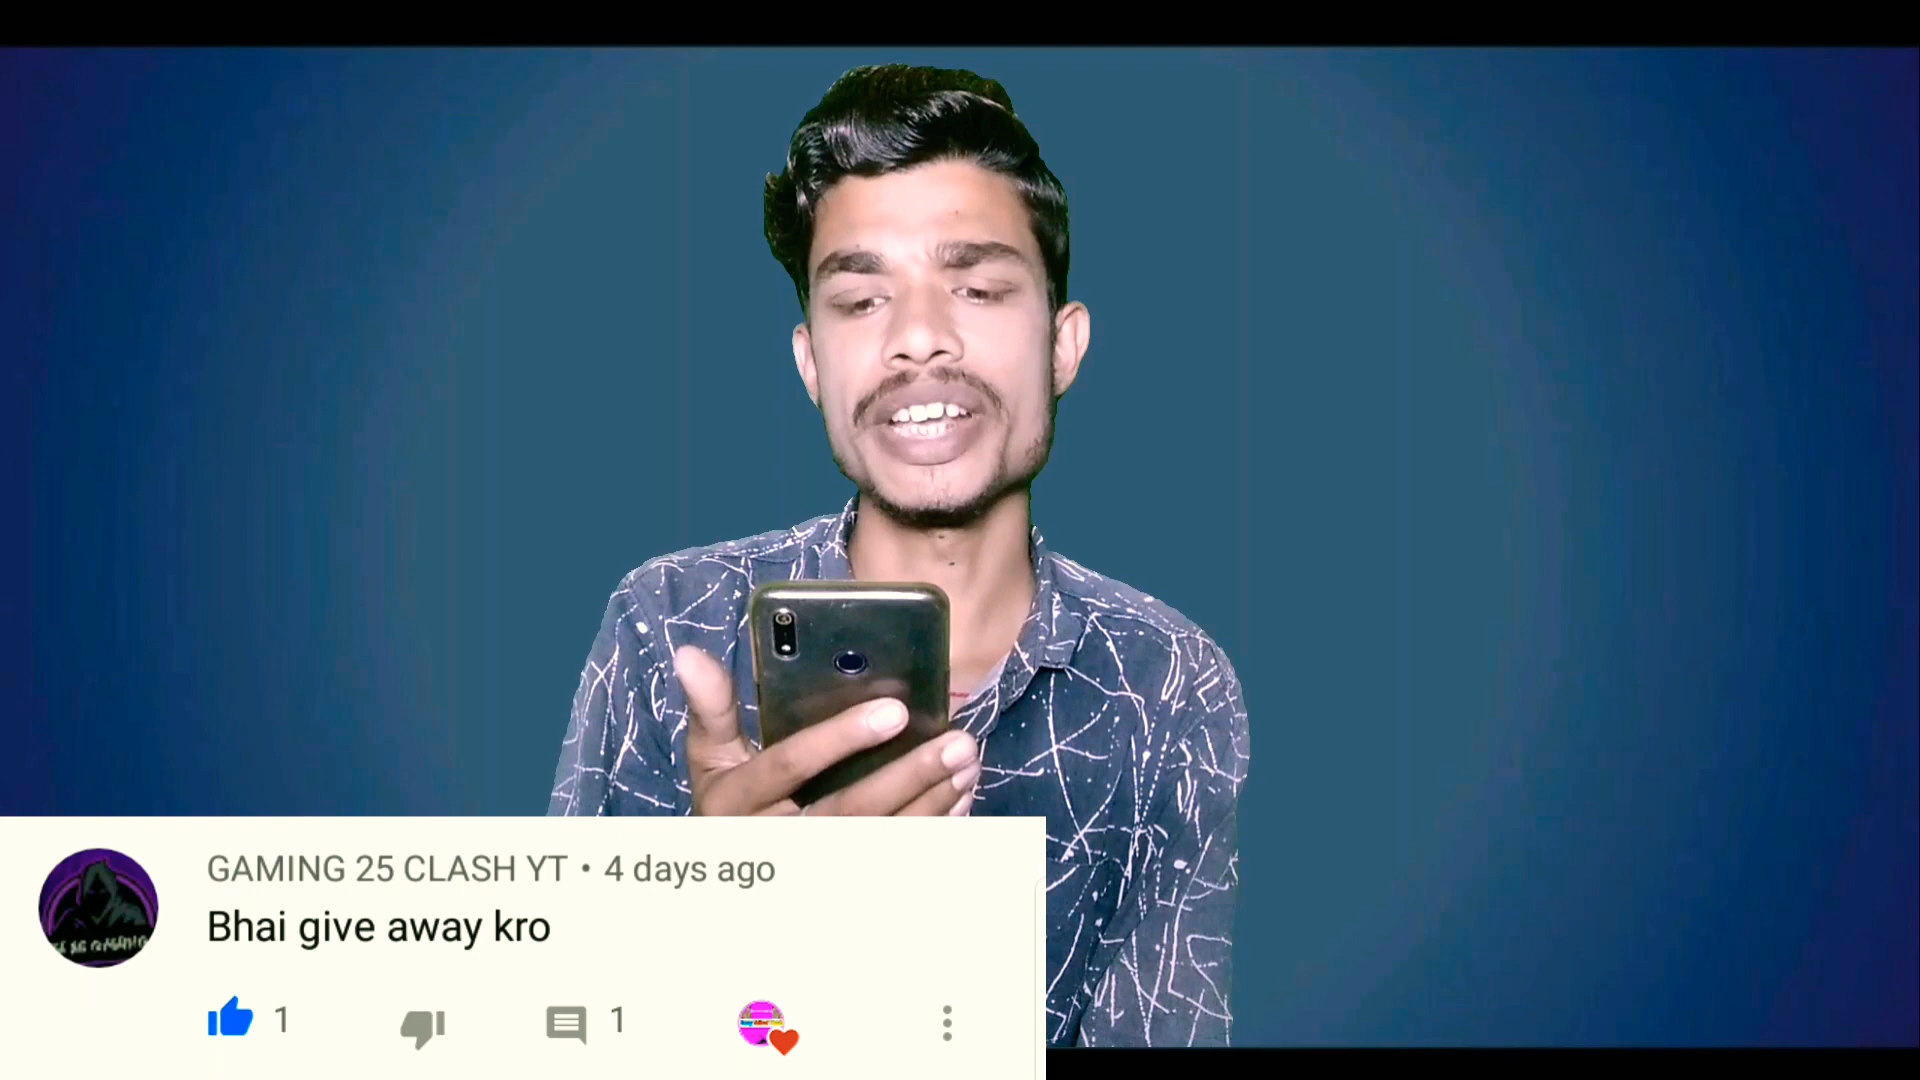 GAMING 25 CLASH YT • 4 days ago
Bhai give away kro
1
1